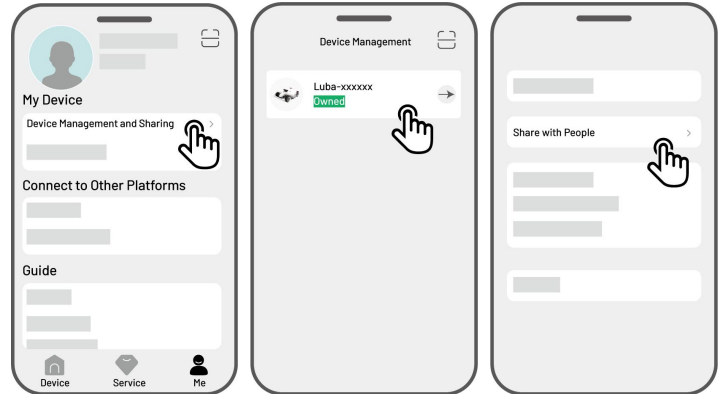 My Device
Device Management and Sharing
Connect to Other Platforms
Guide
Device
Service
Me
Device Management
Luba-xxxxxx
Owned
Share with People